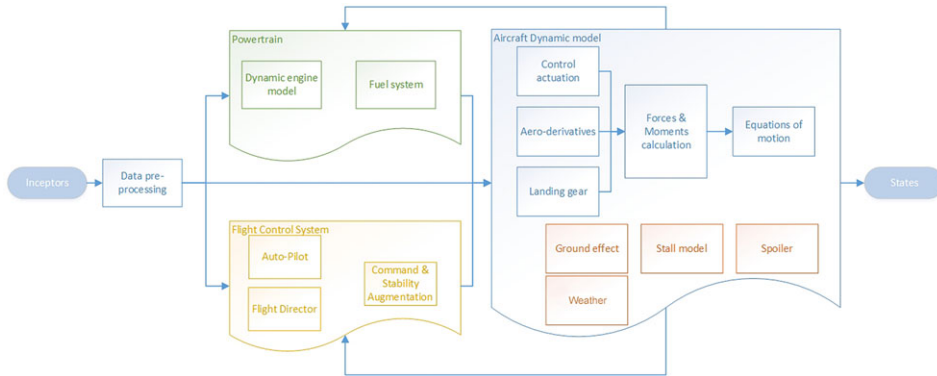 Powertrain
Dynamic engine
model
Fuel system
Aircraft Dynamic model
Control
actuation
Aero-derivatives
Landing gear
Forces &
Moments
calculation
Equations of
motion
Inceptors
Data pre-
processing
States
Flight Control System
Auto-Pilot
Flight Director
Command &
Stability
Augmentation
Ground effect
Stall model
Spoiler
Weather